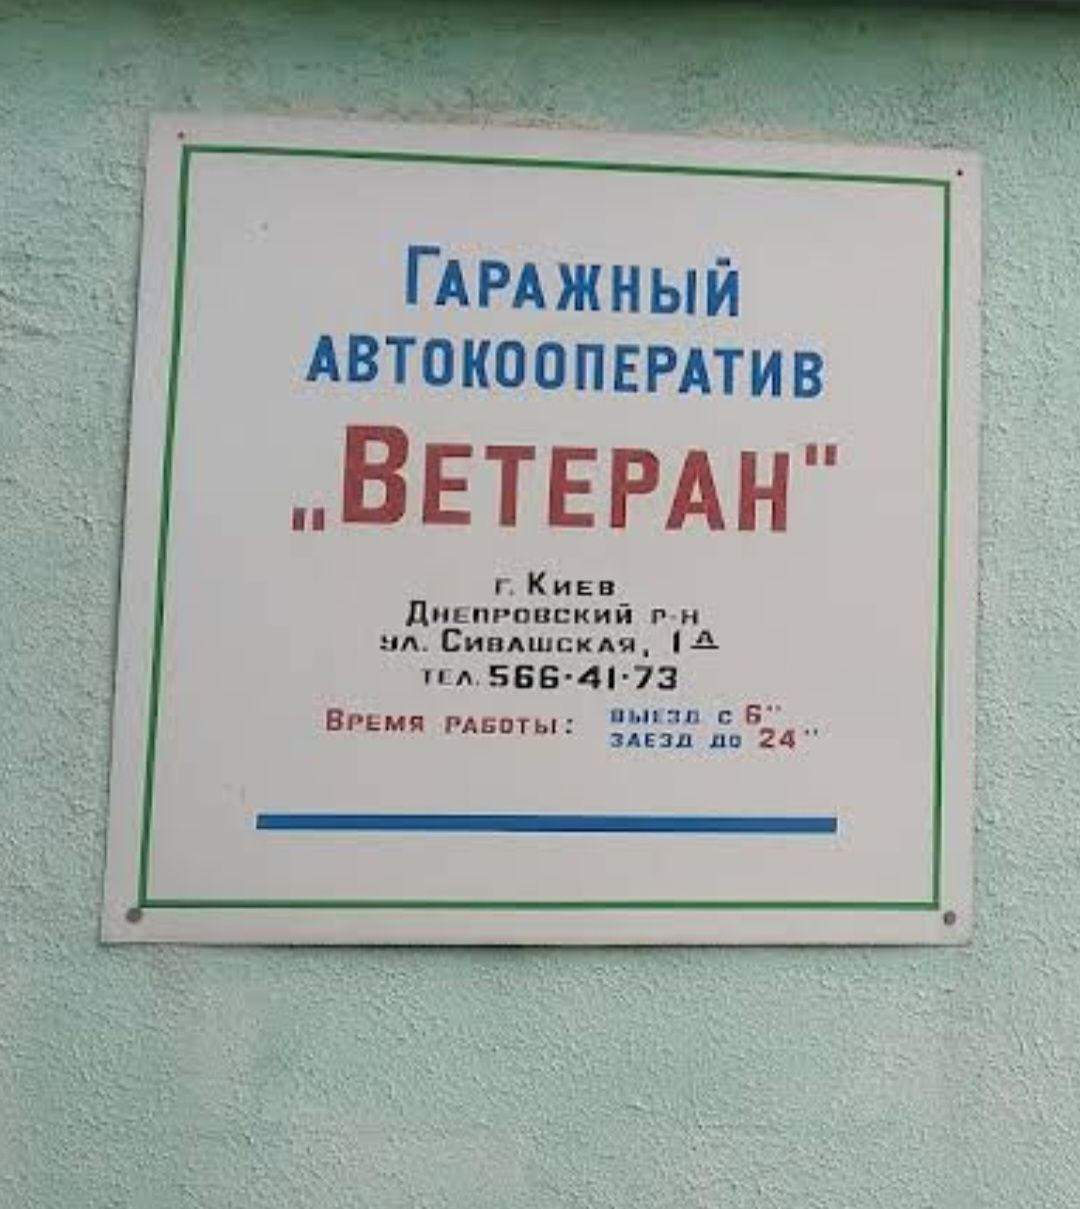 Гаражный
автокооператив
„Ветеран"
г. Киев
Днепровский р-н
ул. Сивашская, 1А
тел. 566-41-73
Время работы: выезд с 6"
заезд до 24"